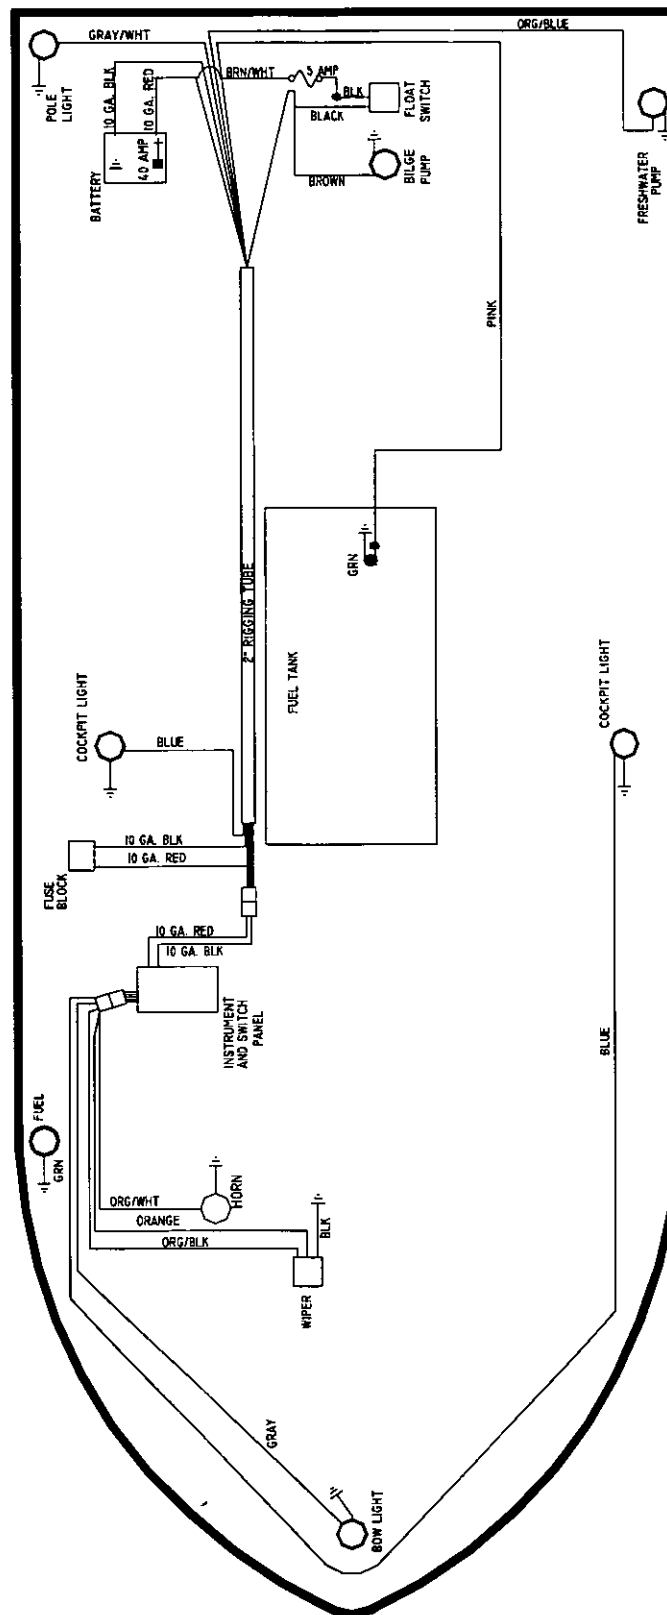 GRAY/WHT
ORG/BLUE
POLE
LIGHT
10 GA. BLK
10 GA. RED
BRN/WHT
5 AMP
BLK
BLACK
FLOAT
SWITCH
40 AMP
BATTERY
BROWN
BILGE
PUMP
FRESHWATER
PUMP
PINK
GRN
2" RIGGING TUBE
FUEL TANK
COCKPIT LIGHT
BLUE
COCKPIT LIGHT
10 GA. BLK
10 GA. RED
FUSE
BLOCK
10 GA. RED
10 GA. BLK
INSTRUMENT
AND SWITCH
PANEL
BLUE
FUEL
GRN
ORG/WHT
HORN
ORANGE
ORG/BLK
BLK
WIPER
GRAY
BOW LIGHT